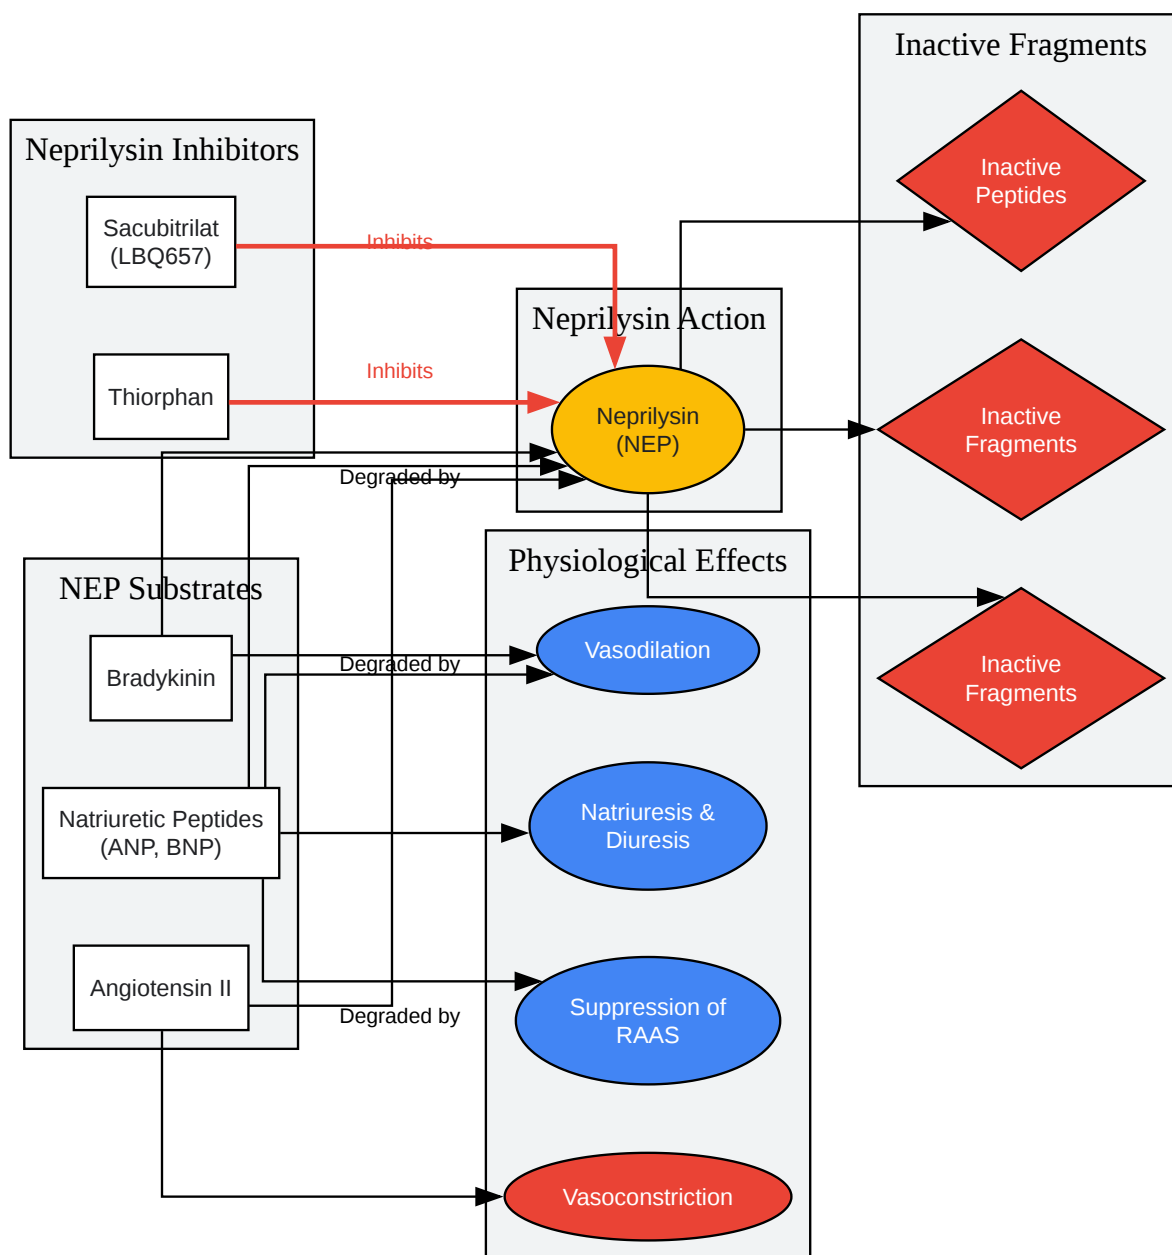 Inactive Fragments
Inactive
Peptides
Neprilysin Inhibitors
Sacubitrilat
(LBQ657)
Inhibits
Neprilysin Action
Thiorphan
Inhibits
Neprilysin
(NEP)
Inactive
Fragments
Degraded by
NEP Substrates
Physiological Effects
Bradykinin
Degraded by
Vasodilation
Inactive
Fragments
Natriuretic Peptides
(ANP, BNP)
Natriuresis &
Diuresis
Angiotensin II
Degraded by
Suppression of
RAAS
Vasoconstriction